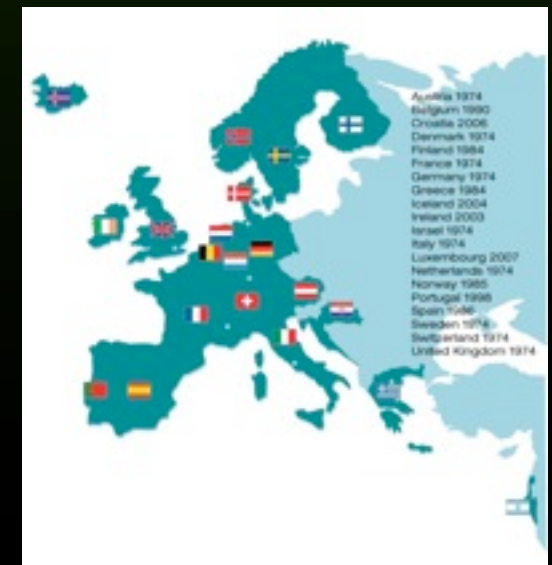 Austria 1974
Belgium 1990
Croatia 2006
Denmark 1974
Finland 1984
France 1974
Germany 1974
Greece 1984
Iceland 2004
Ireland 2003
Israel 1974
Italy 1974
Luxembourg 2007
Netherlands 1974
Norway 1985
Portugal 1998
Spain 1986
Sweden 1974
Switzerland 1974
United Kingdom 1974